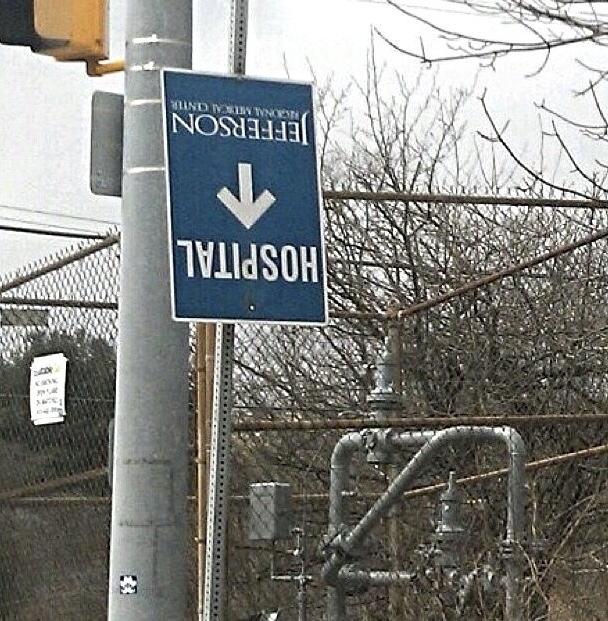 HOSPITAL
JEFFERSON
REGIONAL MEDICAL CENTER